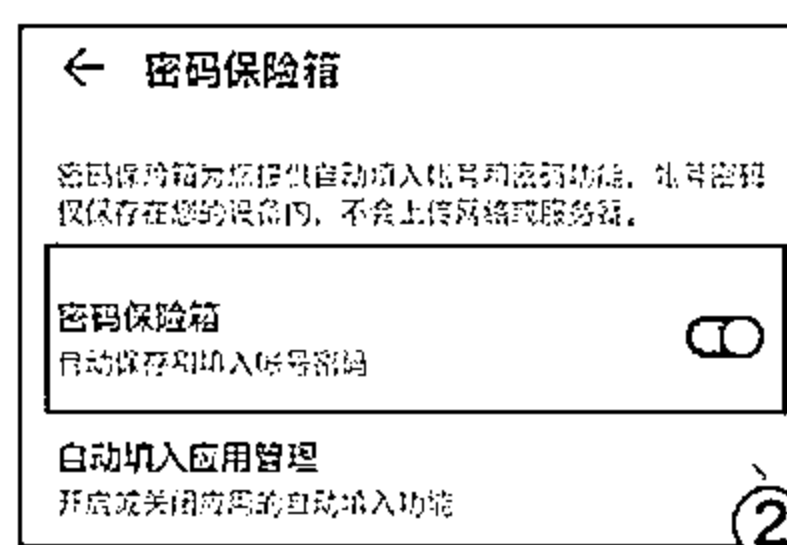 ← 密码保险箱
密码保险箱为您提供自动填入帐号和密码功能，帐号密码
仅保存在您的设备内，不会上传网络或服务器。
密码保险箱
自动保存和填入帐号密码
自动填入应用管理
开启或关闭应用的自动填入功能
②